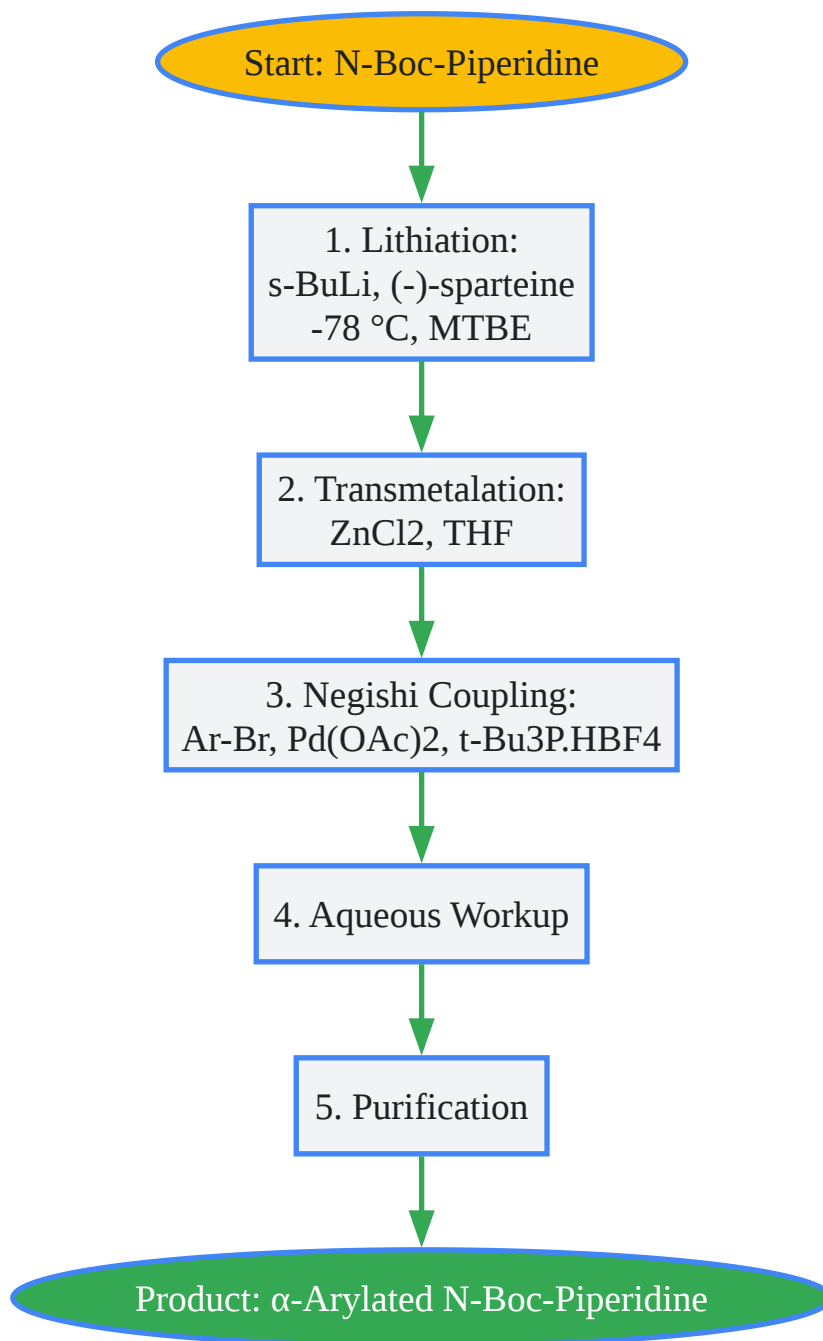 Start: N-Boc-Piperidine
1. Lithiation:
s-BuLi, (-)-sparteine
-78 °C, MTBE
2. Transmetalation:
ZnCl2, THF
3. Negishi Coupling:
Ar-Br, Pd(OAc)2, t-Bu3P.HBF4
4. Aqueous Workup
5. Purification
Product: α-Arylated N-Boc-Piperidine